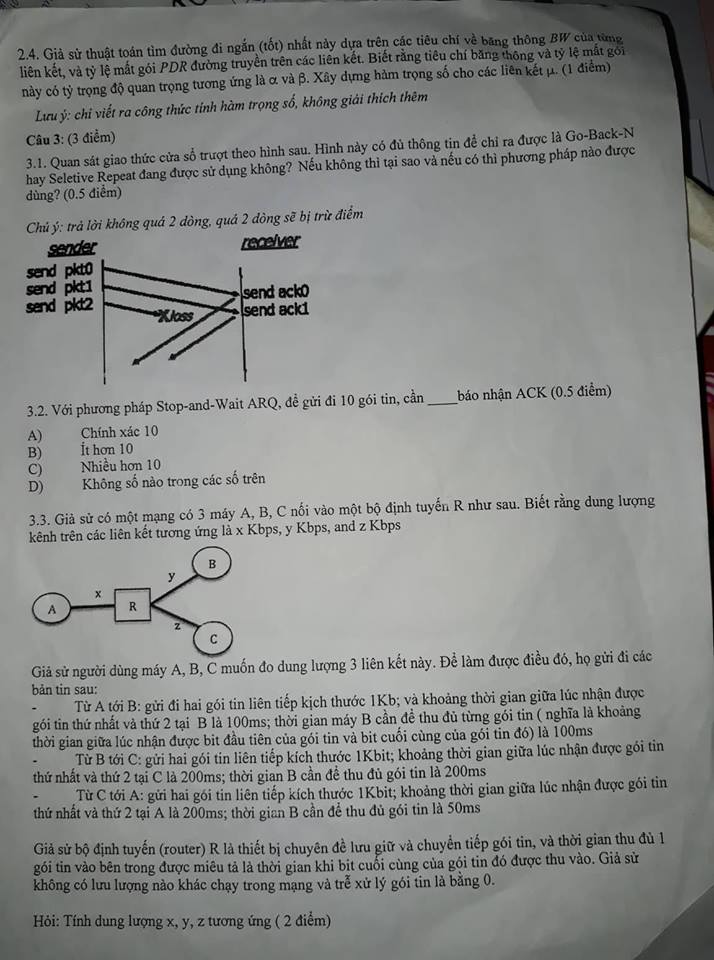 2.4. Giả sử thuật toán tìm đường đi ngắn (tốt) nhất này dựa trên các tiêu chí về băng thông BW của từng
liên kết, và tỷ lệ mất gói PDR đường truyền trên các liên kết. Biết rằng tiêu chí băng thông và tỷ lệ mất gói
này có tỷ trọng độ quan trọng tương ứng là α và β. Xây dựng hàm trọng số cho các liên kết μ. (1 điểm)
Lưu ý: chỉ viết ra công thức tính hàm trọng số, không giải thích thêm
Câu 3: (3 điểm)
3.1. Quan sát giao thức cửa sổ trượt theo hình sau. Hình này có đủ thông tin để chỉ ra được là Go-Back-N
hay Seletive Repeat đang được sử dụng không? Nếu không thì tại sao và nếu có thì phương pháp nào được
dùng? (0.5 điểm)
Chú ý: trả lời không quá 2 dòng, quá 2 dòng sẽ bị trừ điểm
sender receiver
send pkt0
send pkt1 send ack0
send pkt2 X loss send ack1
3.2. Với phương pháp Stop-and-Wait ARQ, để gửi đi 10 gói tin, cần ____báo nhận ACK (0.5 điểm)
A) Chính xác 10
B) Ít hơn 10
C) Nhiều hơn 10
D) Không số nào trong các số trên
3.3. Giả sử có một mạng có 3 máy A, B, C nối vào một bộ định tuyến R như sau. Biết rằng dung lượng
kênh trên các liên kết tương ứng là x Kbps, y Kbps, and z Kbps
B
y
x
A R
z
C
Giả sử người dùng máy A, B, C muốn đo dung lượng 3 liên kết này. Để làm được điều đó, họ gửi đi các
bản tin sau:
- Từ A tới B: gửi đi hai gói tin liên tiếp kịch thước 1Kb; và khoảng thời gian giữa lúc nhận được
gói tin thứ nhất và thứ 2 tại B là 100ms; thời gian máy B cần để thu đủ từng gói tin ( nghĩa là khoảng
thời gian giữa lúc nhận được bit đầu tiên của gói tin và bit cuối cùng của gói tin đó) là 100ms
- Từ B tới C: gửi hai gói tin liên tiếp kích thước 1Kbit; khoảng thời gian giữa lúc nhận được gói tin
thứ nhất và thứ 2 tại C là 200ms; thời gian B cần để thu đủ gói tin là 200ms
- Từ C tới A: gửi hai gói tin liên tiếp kích thước 1Kbit; khoảng thời gian giữa lúc nhận được gói tin
thứ nhất và thứ 2 tại A là 200ms; thời gian B cần để thu đủ gói tin là 50ms
Giả sử bộ định tuyến (router) R là thiết bị chuyên để lưu giữ và chuyển tiếp gói tin, và thời gian thu đủ 1
gói tin vào bên trong được miêu tả là thời gian khi bit cuối cùng của gói tin đó được thu vào. Giả sử
không có lưu lượng nào khác chạy trong mạng và trễ xử lý gói tin là bằng 0.
Hỏi: Tính dung lượng x, y, z tương ứng ( 2 điểm)